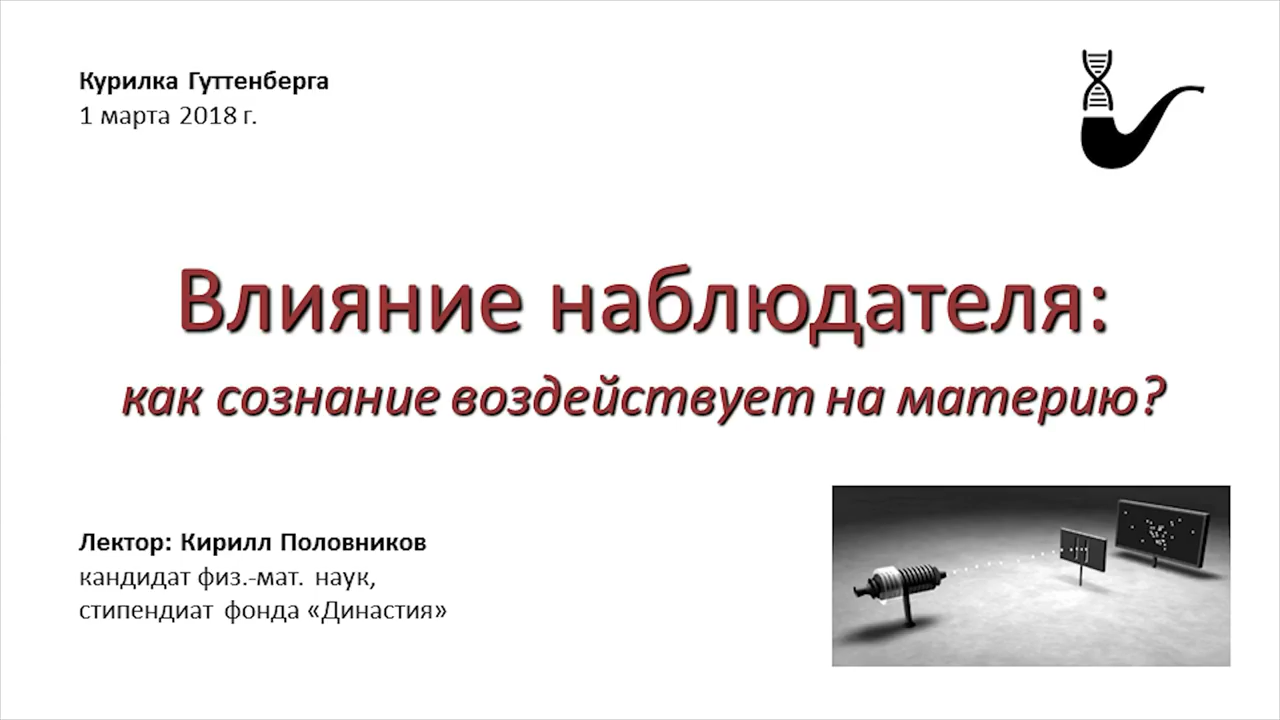 Курилка Гуттенберга
1 марта 2018 г.
Влияние наблюдателя:
как сознание воздействует на материю?
Лектор: Кирилл Половников
кандидат физ.-мат. наук,
стипендиат фонда «Династия»